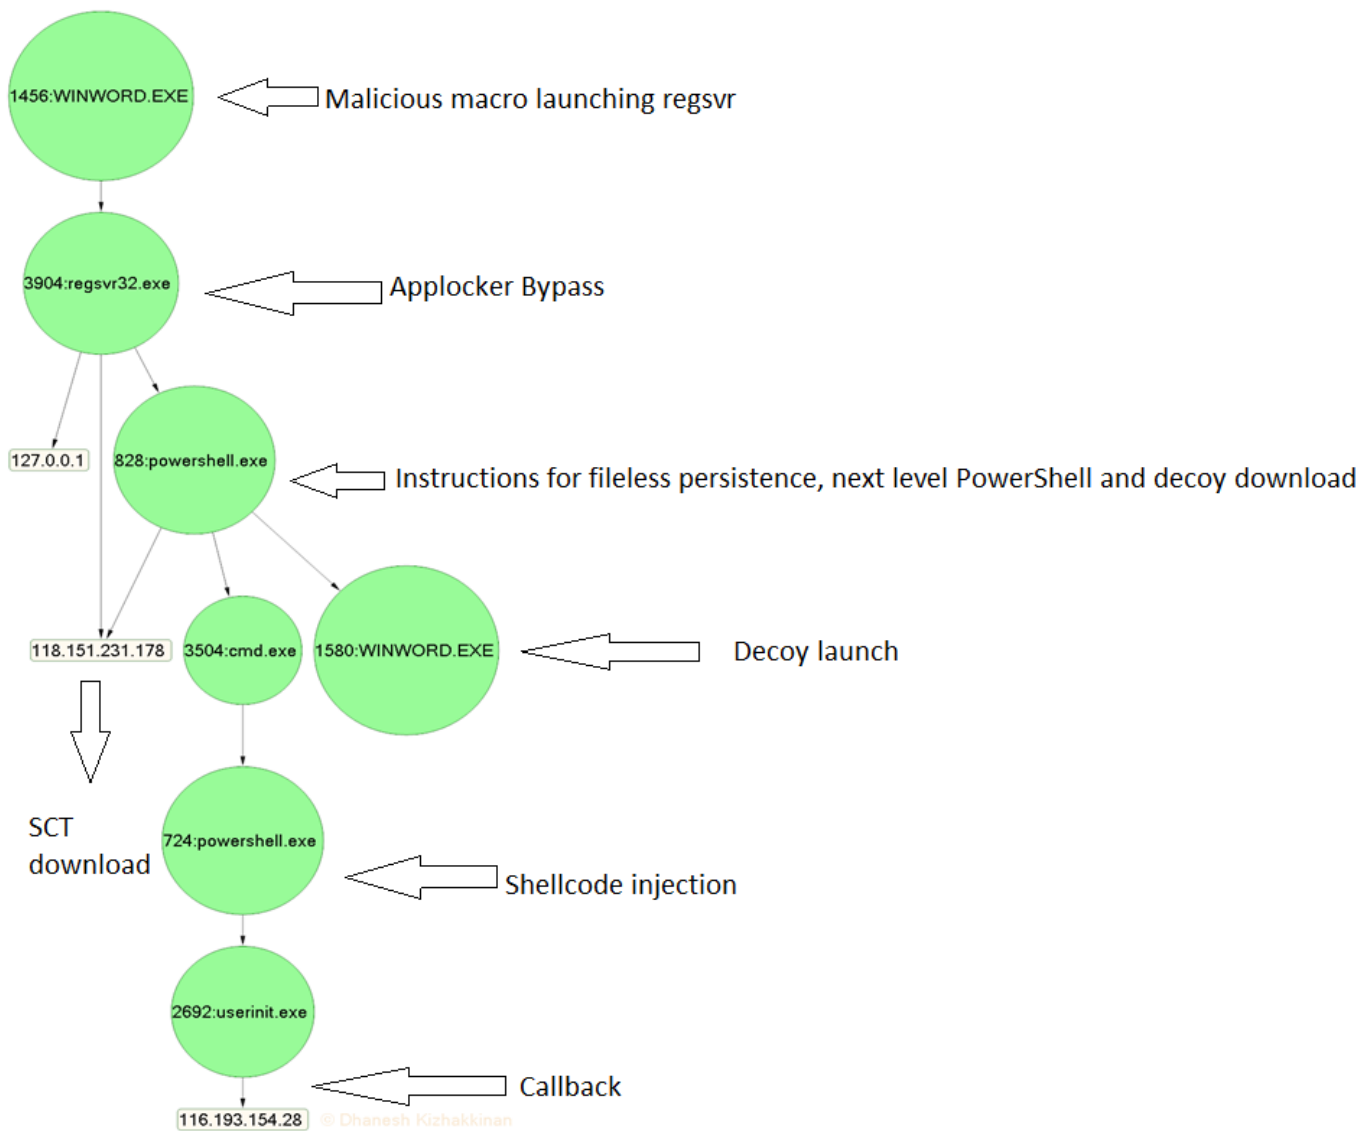 1456:WINWORD.EXE
Malicious macro launching regsvr
3904:regsvr32.exe
Applocker Bypass
127.0.0.1
828:powershell.exe
Instructions for fileless persistence, next level PowerShell and decoy download
118.151.231.178
3504:cmd.exe
1580:WINWORD.EXE
Decoy launch
SCT
download
724:powershell.exe
Shellcode injection
2692:userinit.exe
Callback
116.193.154.28
© Dhanesh Kizhakkinan